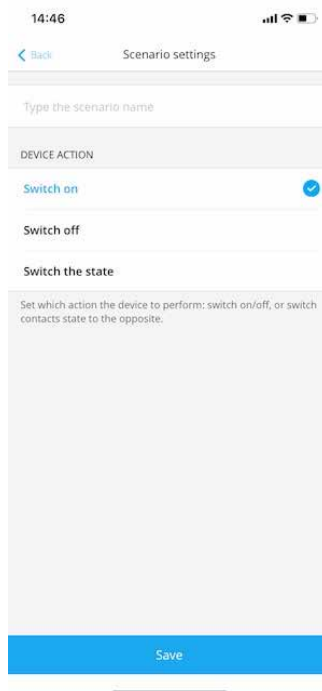 14:46
Back
Scenario settings
Type the scenario name
DEVICE ACTION
Switch on
Switch off
Switch the state
Set which action the device to perform: switch on/off, or switch
contacts state to the opposite.
Save